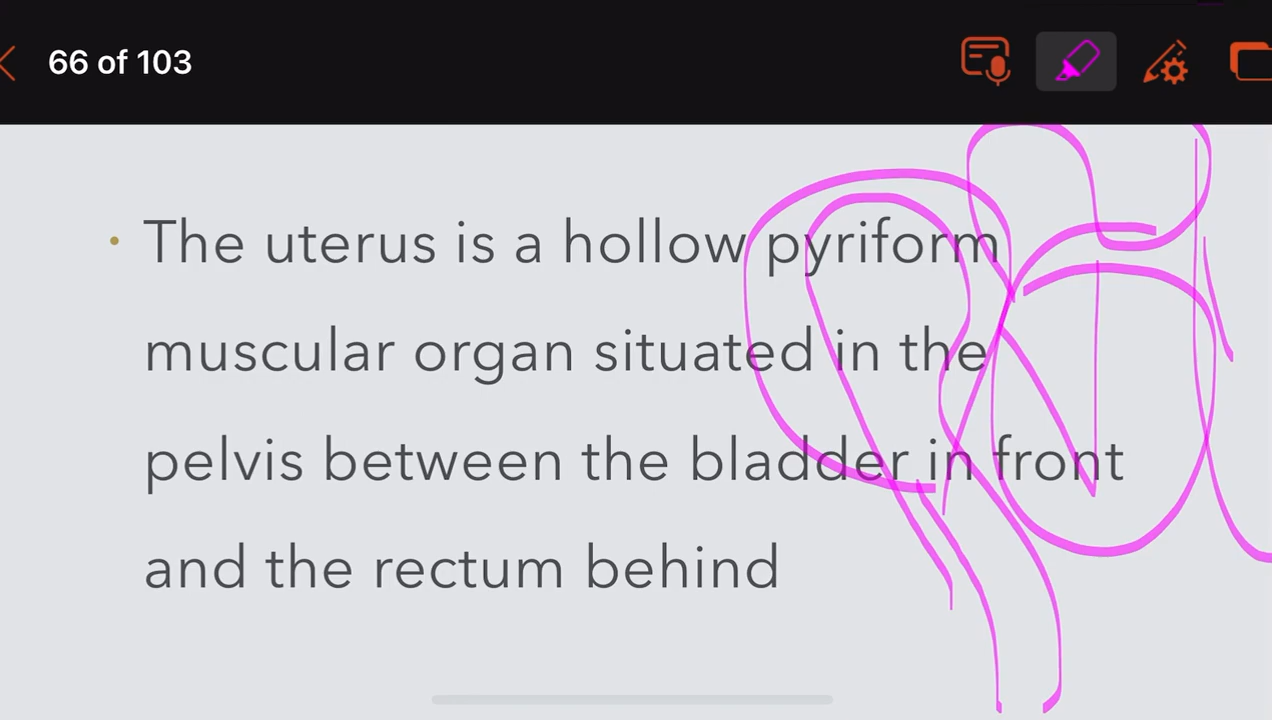 66 of 103
• The uterus is a hollow pyriform
muscular organ situated in the
pelvis between the bladder in front
and the rectum behind